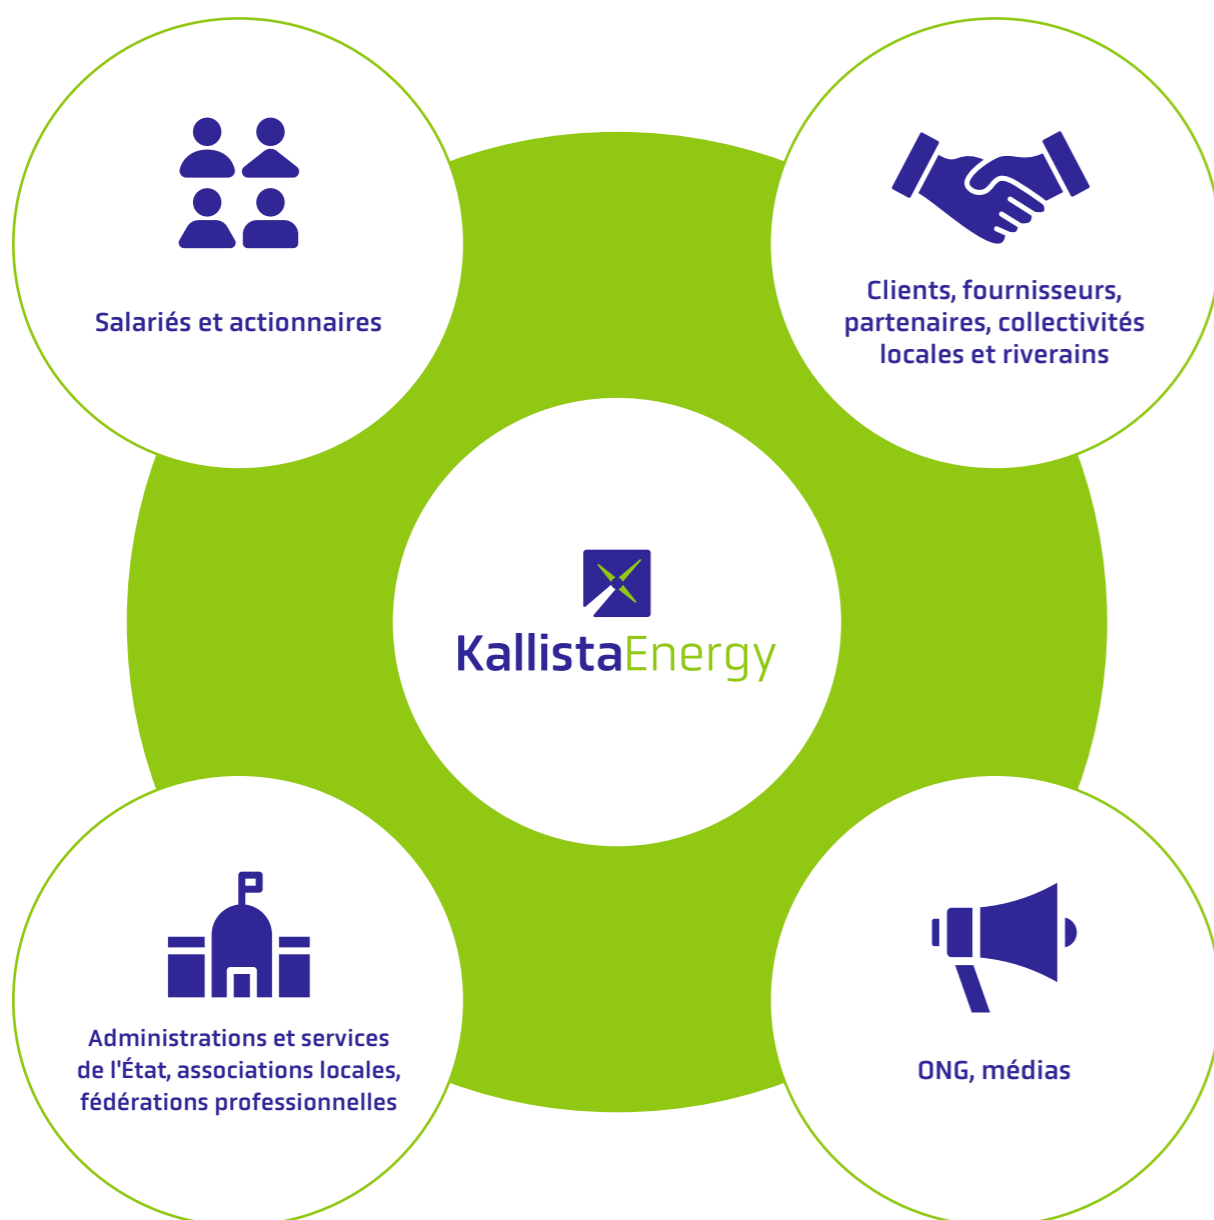 Salariés et actionnaires
Clients, fournisseurs,
partenaires, collectivités
locales et riverains
KallistaEnergy
Administrations et services
de l'État, associations locales,
fédérations professionnelles
ONG, médias